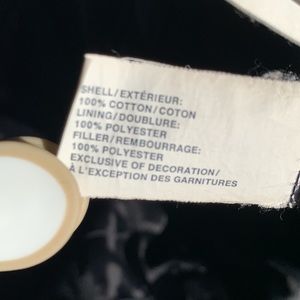 SHELL/EXTÉRIEUR:
100% COTTON/COTON
LINING/DOUBLURE:
100% POLYESTER
FILLER/REMBOURRAGE:
100% POLYESTER
EXCLUSIVE OF DECORATION/
À L'EXCEPTION DES GARNITURES